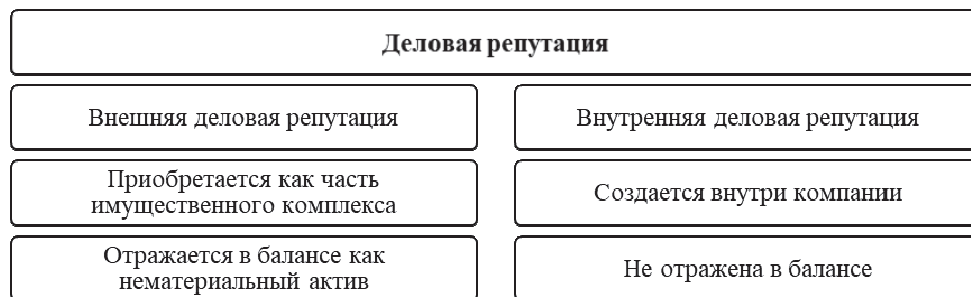 Деловая репутация
Внешняя деловая репутация
Внутренняя деловая репутация
Приобретается как часть
имущественного комплекса
Создается внутри компании
Отражается в балансе как
нематериальный актив
Не отражена в балансе